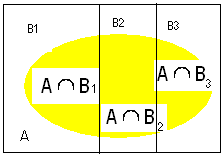 B1 B2 B3
A ∩ B1
A ∩ B3
A ∩ B2
A